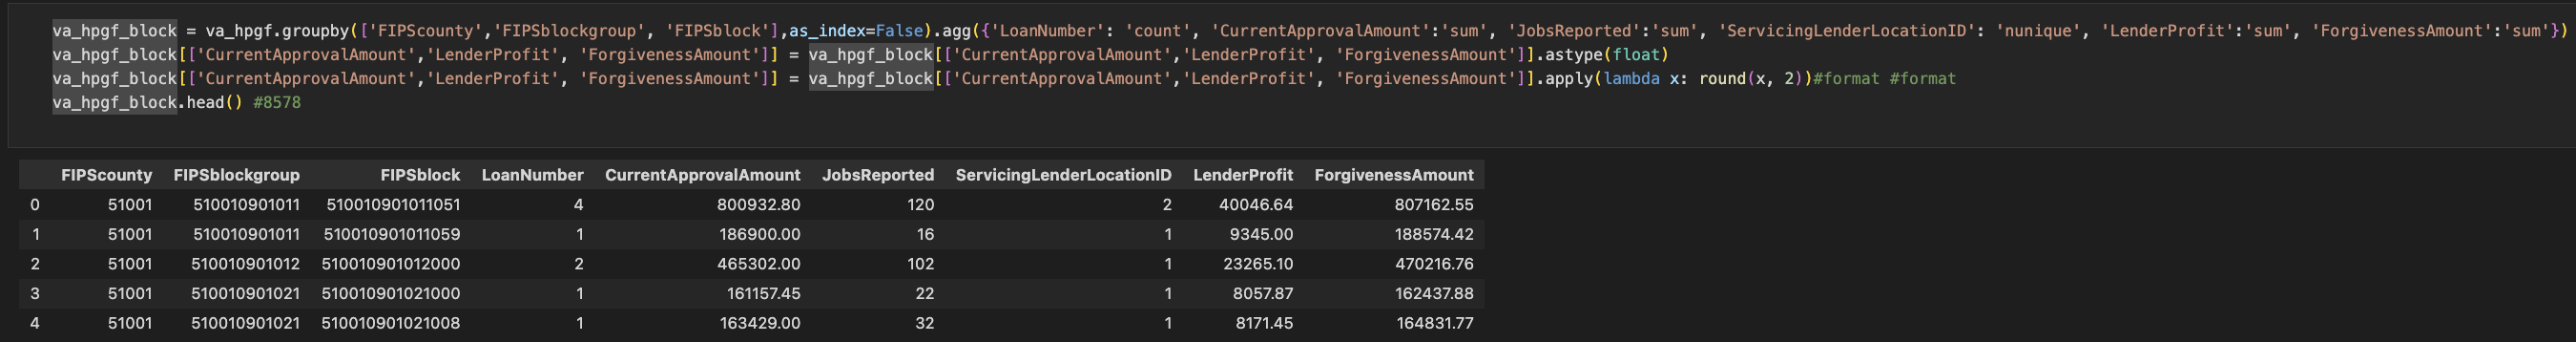 va_hpgf_block = va_hpgf.groupby(['FIPScounty','FIPSblockgroup', 'FIPSblock'],as_index=False).agg({'LoanNumber': 'count', 'CurrentApprovalAmount':'sum', 'JobsReported':'sum', 'ServicingLenderLocationID': 'nunique', 'LenderProfit':'sum', 'ForgivenessAmount':'sum'})
va_hpgf_block[['CurrentApprovalAmount','LenderProfit', 'ForgivenessAmount']] = va_hpgf_block[['CurrentApprovalAmount','LenderProfit', 'ForgivenessAmount']].astype(float)
va_hpgf_block[['CurrentApprovalAmount','LenderProfit', 'ForgivenessAmount']] = va_hpgf_block[['CurrentApprovalAmount','LenderProfit', 'ForgivenessAmount']].apply(lambda x: round(x, 2))#format #format
va_hpgf_block.head() #8578
FIPScounty FIPSblockgroup FIPSblock LoanNumber CurrentApprovalAmount JobsReported ServicingLenderLocationID LenderProfit ForgivenessAmount
0 51001 510010901011 510010901011051 4 800932.80 120 2 40046.64 807162.55
1 51001 510010901011 510010901011059 1 186900.00 16 1 9345.00 188574.42
2 51001 510010901012 510010901012000 2 465302.00 102 1 23265.10 470216.76
3 51001 510010901021 510010901021000 1 161157.45 22 1 8057.87 162437.88
4 51001 510010901021 510010901021008 1 163429.00 32 1 8171.45 164831.77